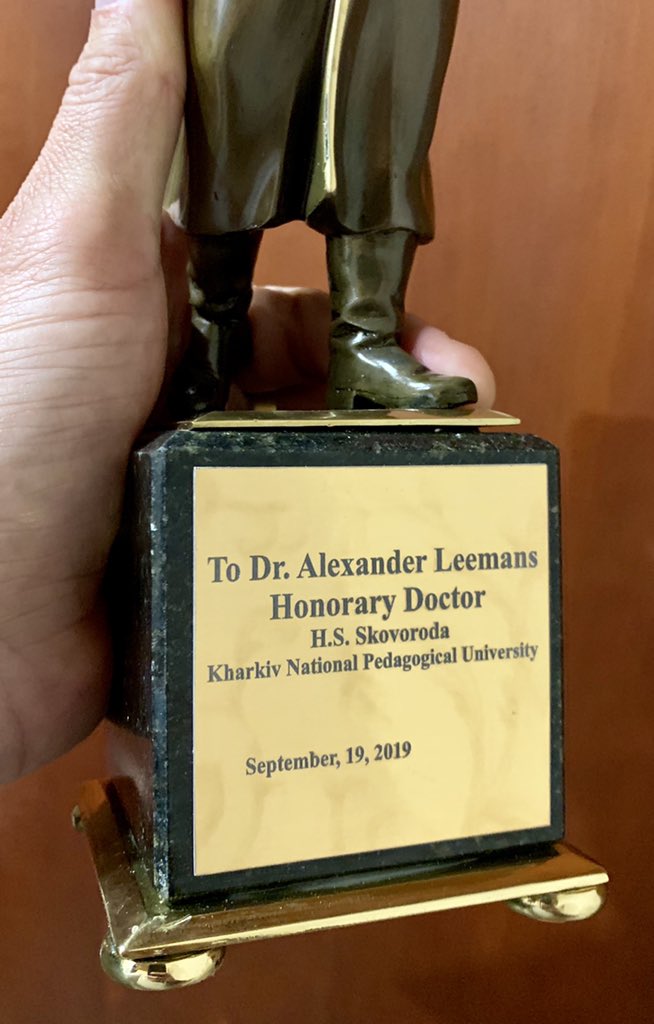 To Dr. Alexander Leemans
Honorary Doctor
H.S. Skovoroda
Kharkiv National Pedagogical University
September, 19, 2019